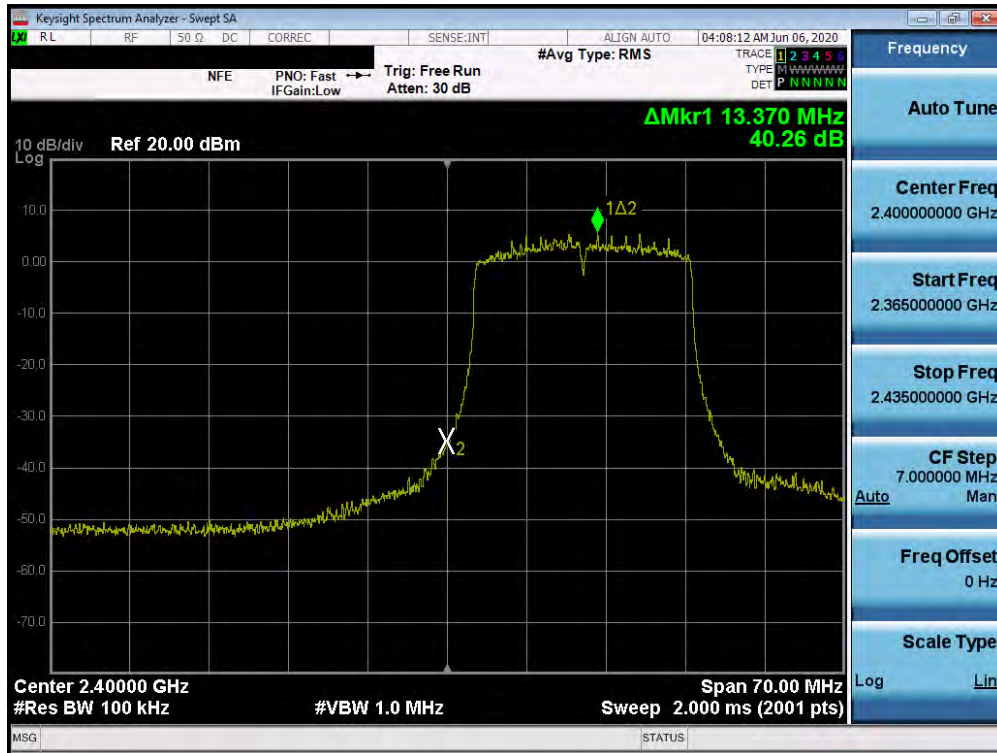 Keysight Spectrum Analyzer - Swept SA
LXI RL RF 50 Ω DC CORREC SENSE:INT ALIGN AUTO 04:08:12 AM Jun 06, 2020
#Avg Type: RMS TRACE 1 2 3 4 5 6
NFE PNO: Fast Trig: Free Run TYPE M WWWWW
IFGain:Low Atten: 30 dB DET P N N N N N
ΔMkr1 13.370 MHz
40.26 dB
10 dB/div Ref 20.00 dBm
Log
1Δ2
10.0
0.00
-10.0
-20.0
-30.0
2
-40.0
-50.0
-60.0
-70.0
Center 2.40000 GHz Span 70.00 MHz
#Res BW 100 kHz #VBW 1.0 MHz Sweep 2.000 ms (2001 pts)
MSG STATUS
Frequency
Auto Tune
Center Freq
2.400000000 GHz
Start Freq
2.365000000 GHz
Stop Freq
2.435000000 GHz
CF Step
7.000000 MHz
Auto Man
Freq Offset
0 Hz
Scale Type
Log Lin